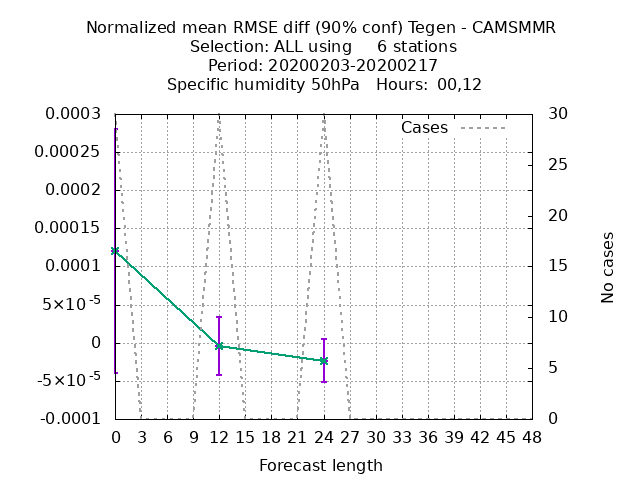 Normalized mean RMSE diff (90% conf) Tegen - CAMSMMR
Selection: ALL using     6 stations
Period: 20200203-20200217
Specific humidity 50hPa   Hours:  00,12
0.0003
0.00025
0.0002
0.00015
0.0001
5×10⁻⁵
0
-5×10⁻⁵
-0.0001
Cases
30
25
20
15
10
5
0
No cases
0 3 6 9 12 15 18 21 24 27 30 33 36 39 42 45 48
Forecast length